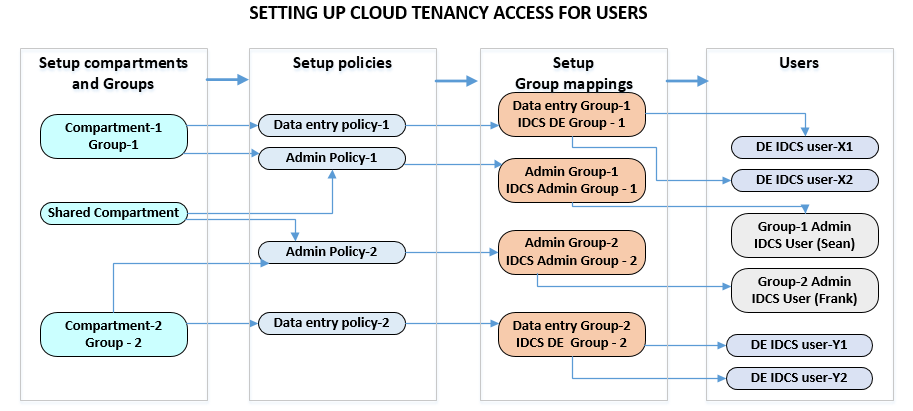 SETTING UP CLOUD TENANCY ACCESS FOR USERS
Setup compartments
and Groups
Compartment-1
Group-1
Shared Compartment
Compartment-2
Group - 2
Setup policies
Data entry policy-1
Admin Policy-1
Admin Policy-2
Data entry policy-2
Setup
Group mappings
Data entry Group-1
IDCS DE Group - 1
Admin Group-1
IDCS Admin Group - 1
Admin Group-2
IDCS Admin Group - 2
Data entry Group-2
IDCS DE Group - 2
Users
DE IDCS user-X1
DE IDCS user-X2
Group-1 Admin
IDCS User (Sean)
Group-2 Admin
IDCS User (Frank)
DE IDCS user-Y1
DE IDCS user-Y2